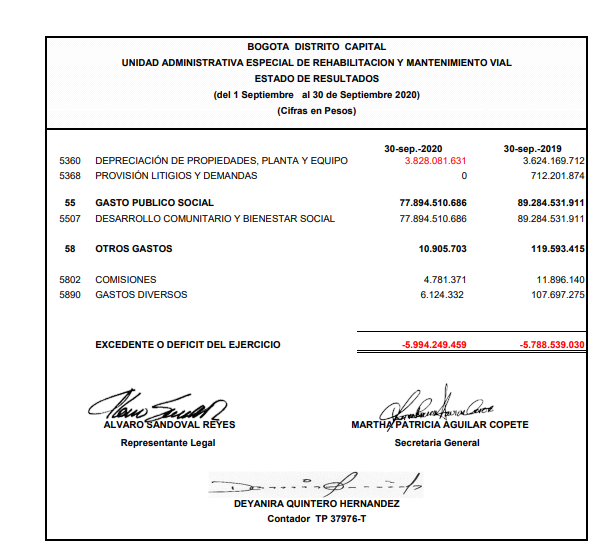 BOGOTA DISTRITO CAPITAL
UNIDAD ADMINISTRATIVA ESPECIAL DE REHABILITACION Y MANTENIMIENTO VIAL
ESTADO DE RESULTADOS
(del 1 Septiembre al 30 de Septiembre 2020)
(Cifras en Pesos)
30-sep.-2020 30-sep.-2019
5360 DEPRECIACIÓN DE PROPIEDADES, PLANTA Y EQUIPO 3.828.081.631 3.624.169.712
5368 PROVISIÓN LITIGIOS Y DEMANDAS 0 712.201.874
55 GASTO PUBLICO SOCIAL 77.894.510.686 89.284.531.911
5507 DESARROLLO COMUNITARIO Y BIENESTAR SOCIAL 77.894.510.686 89.284.531.911
58 OTROS GASTOS 10.905.703 119.593.415
5802 COMISIONES 4.781.371 11.896.140
5890 GASTOS DIVERSOS 6.124.332 107.697.275
EXCEDENTE O DEFICIT DEL EJERCICIO -5.994.249.459 -5.788.539.030
ALVARO SANDOVAL REYES MARTHA PATRICIA AGUILAR COPETE
Representante Legal Secretaria General
DEYANIRA QUINTERO HERNANDEZ
Contador TP 37976-T